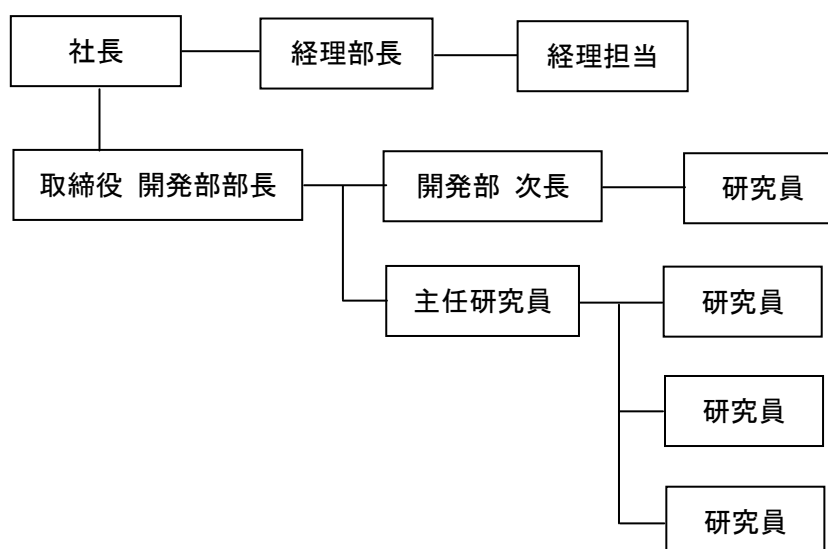 社長
経理部長
経理担当
取締役 開発部部長
開発部 次長
研究員
主任研究員
研究員
研究員
研究員